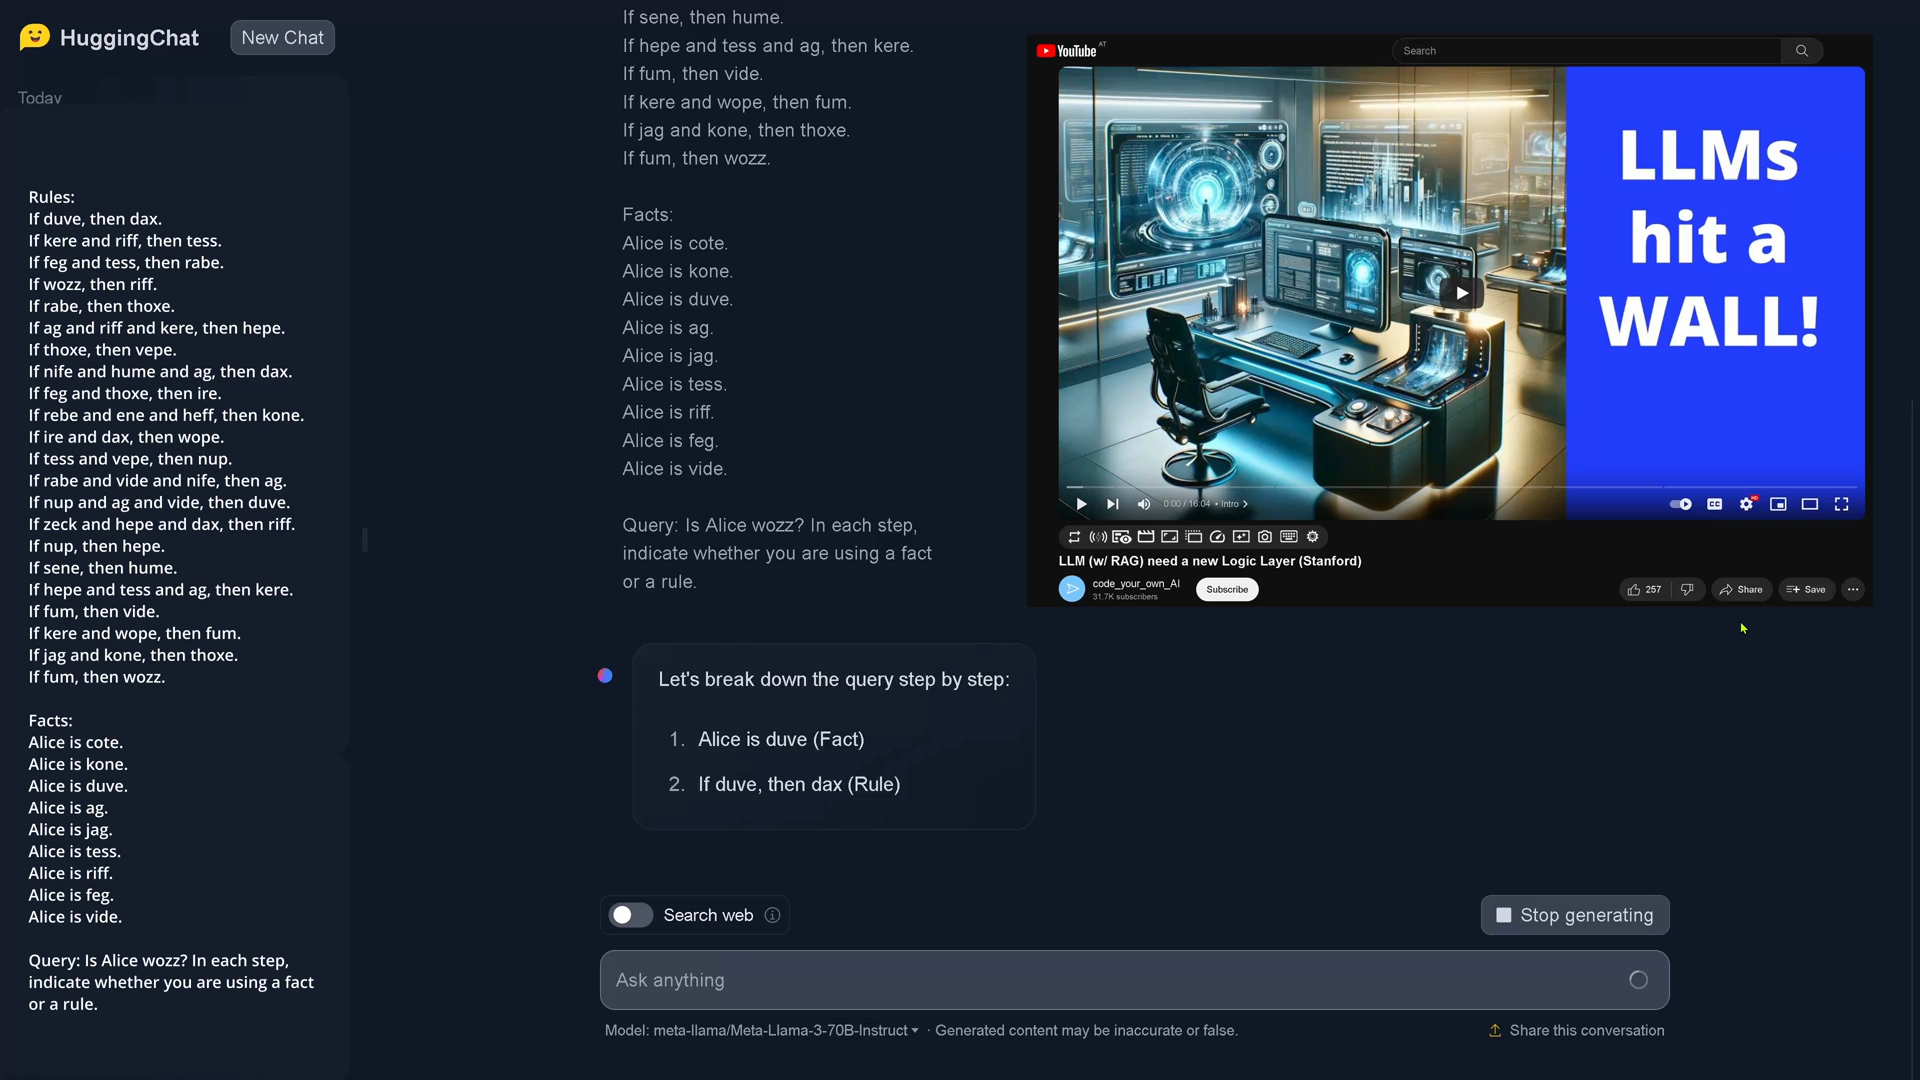 HuggingChat
New Chat
Today
Rules:
If duve, then dax.
If kere and riff, then tess.
If feg and tess, then rabe.
If wozz, then riff.
If rabe, then thoxe.
If ag and riff and kere, then hepe.
If thoxe, then vepe.
If nife and hume and ag, then dax.
If feg and thoxe, then ire.
If rebe and ene and heff, then kone.
If ire and dax, then wope.
If tess and vepe, then nup.
If rabe and vide and nife, then ag.
If nup and ag and vide, then duve.
If zeck and hepe and dax, then riff.
If nup, then hepe.
If sene, then hume.
If hepe and tess and ag, then kere.
If fum, then vide.
If kere and wope, then fum.
If jag and kone, then thoxe.
If fum, then wozz.
Facts:
Alice is cote.
Alice is kone.
Alice is duve.
Alice is ag.
Alice is jag.
Alice is tess.
Alice is riff.
Alice is feg.
Alice is vide.
Query: Is Alice wozz? In each step,
indicate whether you are using a fact
or a rule.
If sene, then hume.
If hepe and tess and ag, then kere.
If fum, then vide.
If kere and wope, then fum.
If jag and kone, then thoxe.
If fum, then wozz.
Facts:
Alice is cote.
Alice is kone.
Alice is duve.
Alice is ag.
Alice is jag.
Alice is tess.
Alice is riff.
Alice is feg.
Alice is vide.
Query: Is Alice wozz? In each step,
indicate whether you are using a fact
or a rule.
Let's break down the query step by step:
1. Alice is duve (Fact)
2. If duve, then dax (Rule)
Search web
Stop generating
Ask anything
Model: meta-llama/Meta-Llama-3-70B-Instruct · Generated content may be inaccurate or false.
Share this conversation
YouTube AT
Search
LLMs
hit a
WALL!
0:00 / 16:04 • Intro
HD
LLM (w/ RAG) need a new Logic Layer (Stanford)
code_your_own_AI
31.7K subscribers
Subscribe
257
Share
Save